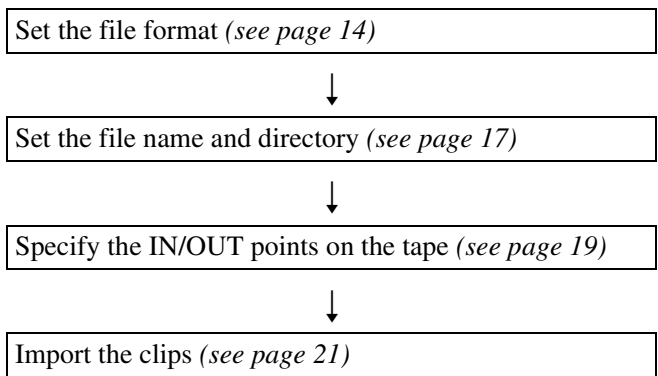 Set the file format (see page 14)
Set the file name and directory (see page 17)
Specify the IN/OUT points on the tape (see page 19)
Import the clips (see page 21)